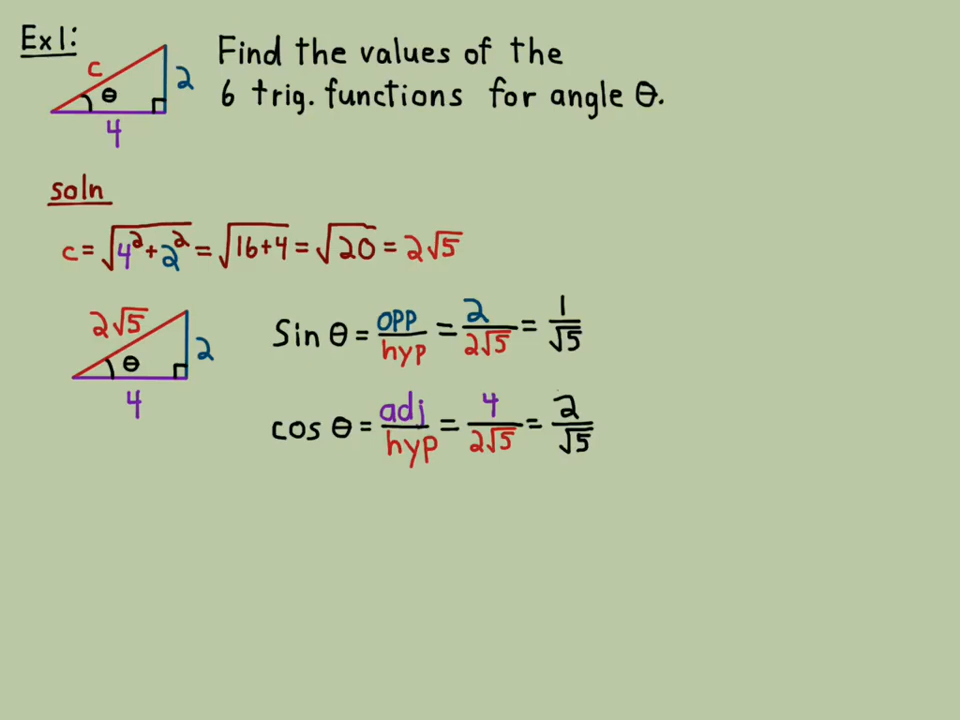 Ex1:
Find the values of the
6 trig. functions for angle θ.
c
θ
2
4
soln
c = √(4² + 2²) = √(16+4) = √20 = 2√5
2√5
θ
2
4
Sin θ = opp/hyp = 2/2√5 = 1/√5
cos θ = adj/hyp = 4/2√5 = 2/√5